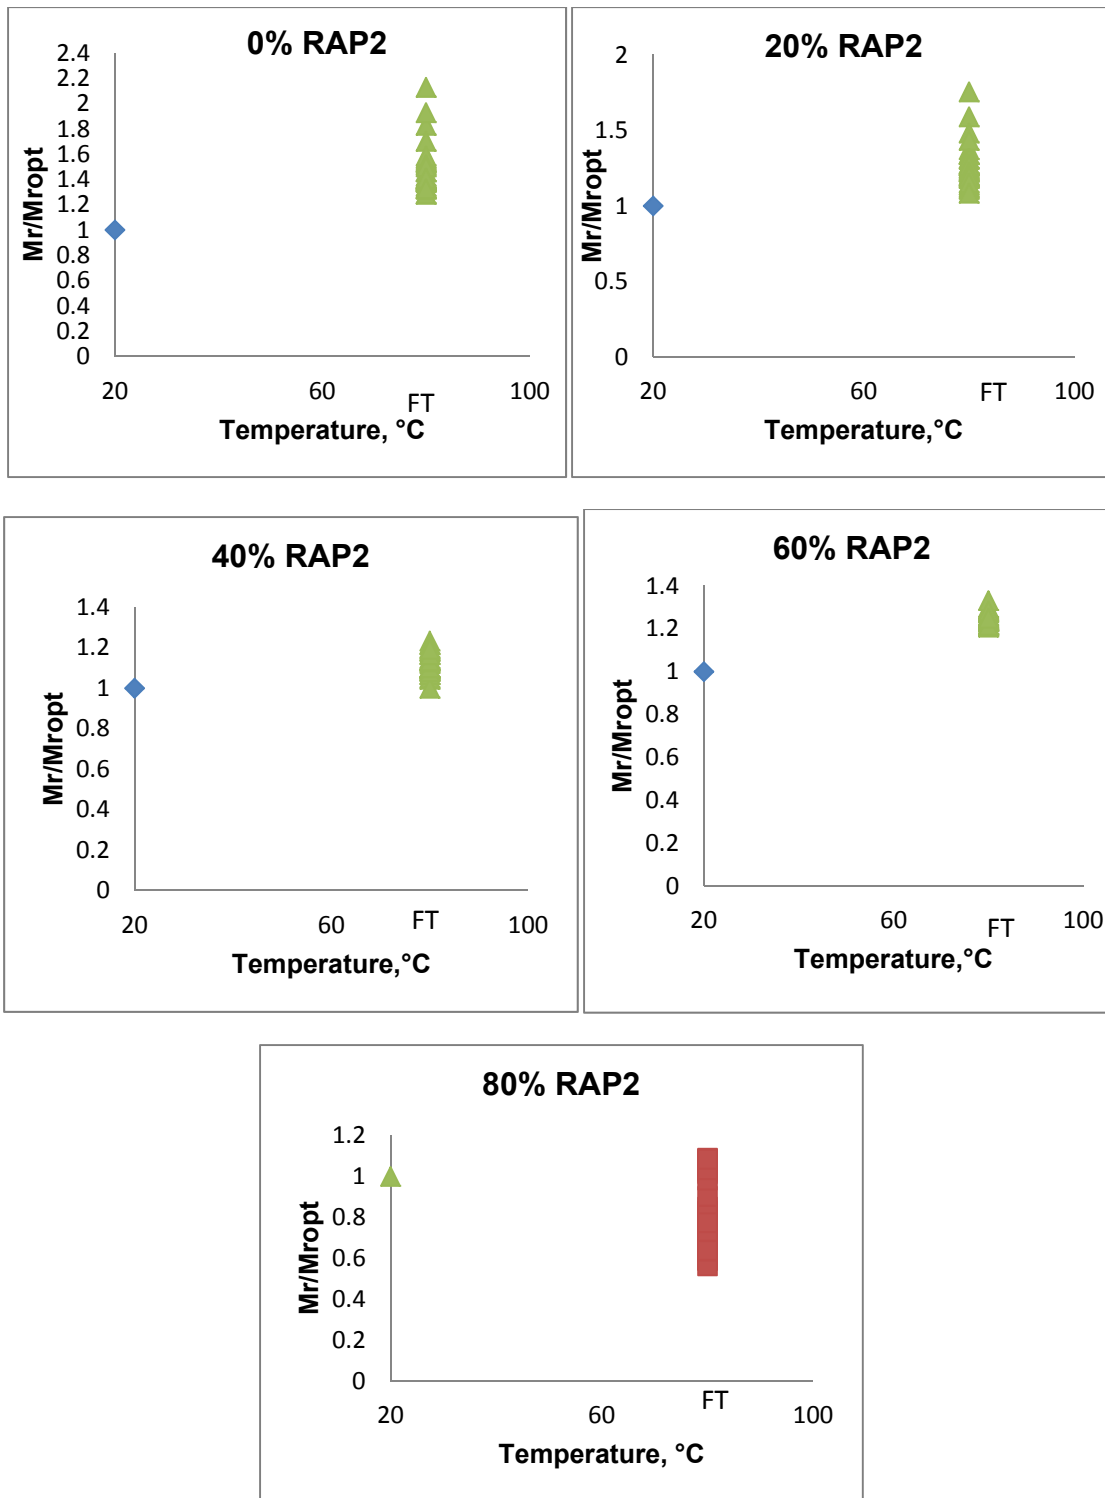 0% RAP2
Mr/Mropt
2.4
2.2
2
1.8
1.6
1.4
1.2
1
0.8
0.6
0.4
0.2
0
20 60 FT 100
Temperature, °C
20% RAP2
Mr/Mropt
2
1.5
1
0.5
0
20 60 FT 100
Temperature,°C
40% RAP2
Mr/Mropt
1.4
1.2
1
0.8
0.6
0.4
0.2
0
20 60 FT 100
Temperature,°C
60% RAP2
Mr/Mropt
1.4
1.2
1
0.8
0.6
0.4
0.2
0
20 60 FT 100
Temperature,°C
80% RAP2
Mr/Mropt
1.2
1
0.8
0.6
0.4
0.2
0
20 60 FT 100
Temperature, °C